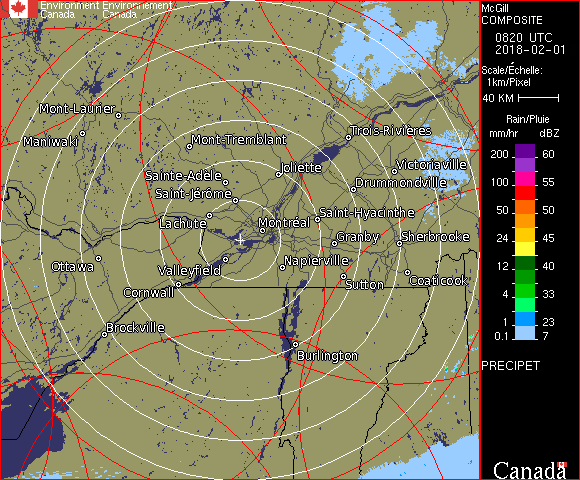 Environment Environnement
Canada Canada
McGill
COMPOSITE
0820 UTC
2018-02-01
Scale/Échelle:
1km/Pixel
40 KM
Rain/Pluie
mm/hr dBZ
200 60
100 55
50 50
24 45
12 40
4 33
1 23
0.1 7
PRECIPET
Canada
Mont-Laurier
Maniwaki
Mont-Tremblant
Trois-Rivières
Sainte-Adèle
Joliette
Victoriaville
Saint-Jérôme
Drummondville
Lachute
Montréal
Saint-Hyacinthe
Granby
Sherbrooke
Ottawa
Valleyfield
Napierville
Cornwall
Sutton
Coaticook
Brockville
Burlington